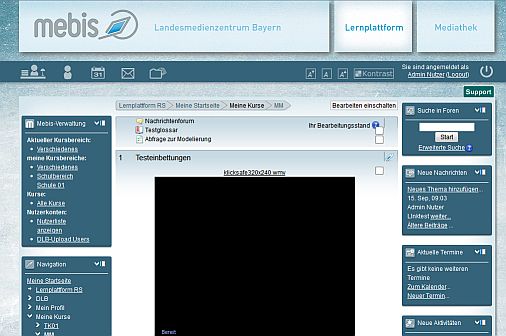 mebis
Landesmedienzentrum Bayern
Lernplattform
Mediathek
31
A
A
A
Kontrast
Sie sind angemeldet als
Admin Nutzer (Logout)
Support
Lernplattform RS
Meine Startseite
Meine Kurse
MM
Bearbeiten einschalten
Mebis-Verwaltung
Aktueller Kursbereich:
Verschiedenes
meine Kursbereiche:
Verschiedenes
Schulbereich
Schule 01
Kurse:
Alle Kurse
Nutzerkonten:
Nutzerliste
anzeigen
DLB-Upload Users
Navigation
Meine Startseite
Lernplattform RS
DLB
Mein Profil
Meine Kurse
TK01
MM
Nachrichtenforum
Ihr Bearbeitungsstand ?
Testglossar
Abfrage zur Modelierung
1 Testeinbettungen
klicksafe320x240.wmv
Bereit
Suche in Foren
Start
Erweiterte Suche ?
Neue Nachrichten
Neues Thema hinzufügen...
15. Sep, 09:03
Admin Nutzer
Linktest weiter...
Ältere Beiträge ...
Aktuelle Termine
Es gibt keine weiteren
Termine
Zum Kalender...
Neuer Termin...
Neue Aktivitäten